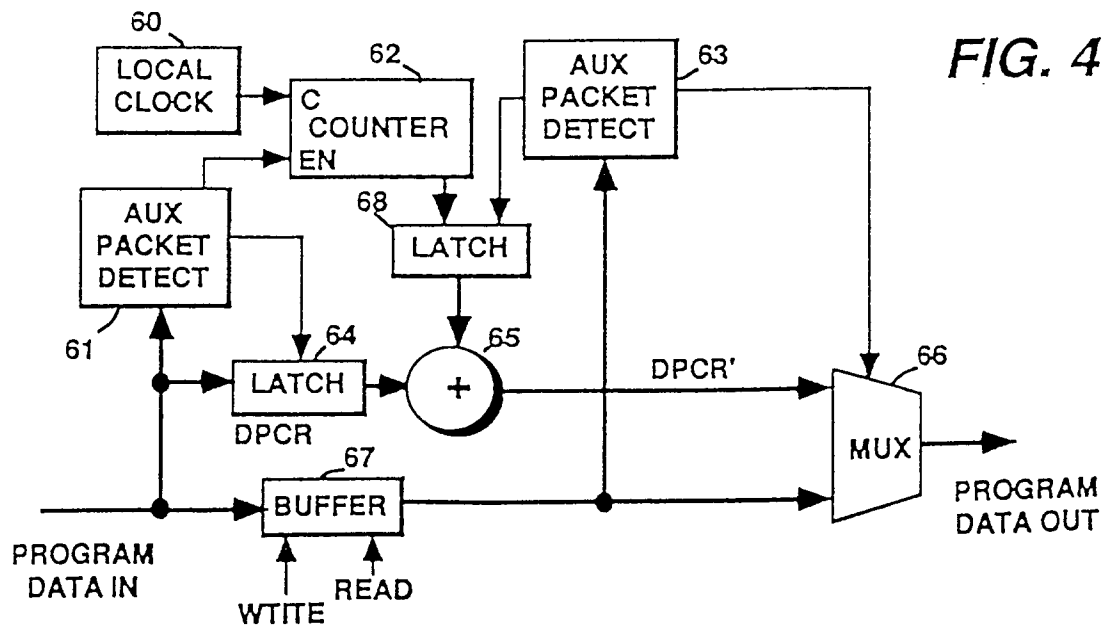 FIG. 4
60
LOCAL
CLOCK
62
C
COUNTER
EN
63
AUX
PACKET
DETECT
68
LATCH
AUX
PACKET
DETECT
61
64
LATCH
DPCR
65
+
DPCR'
66
MUX
67
BUFFER
PROGRAM
DATA IN
WTITE
READ
PROGRAM
DATA OUT